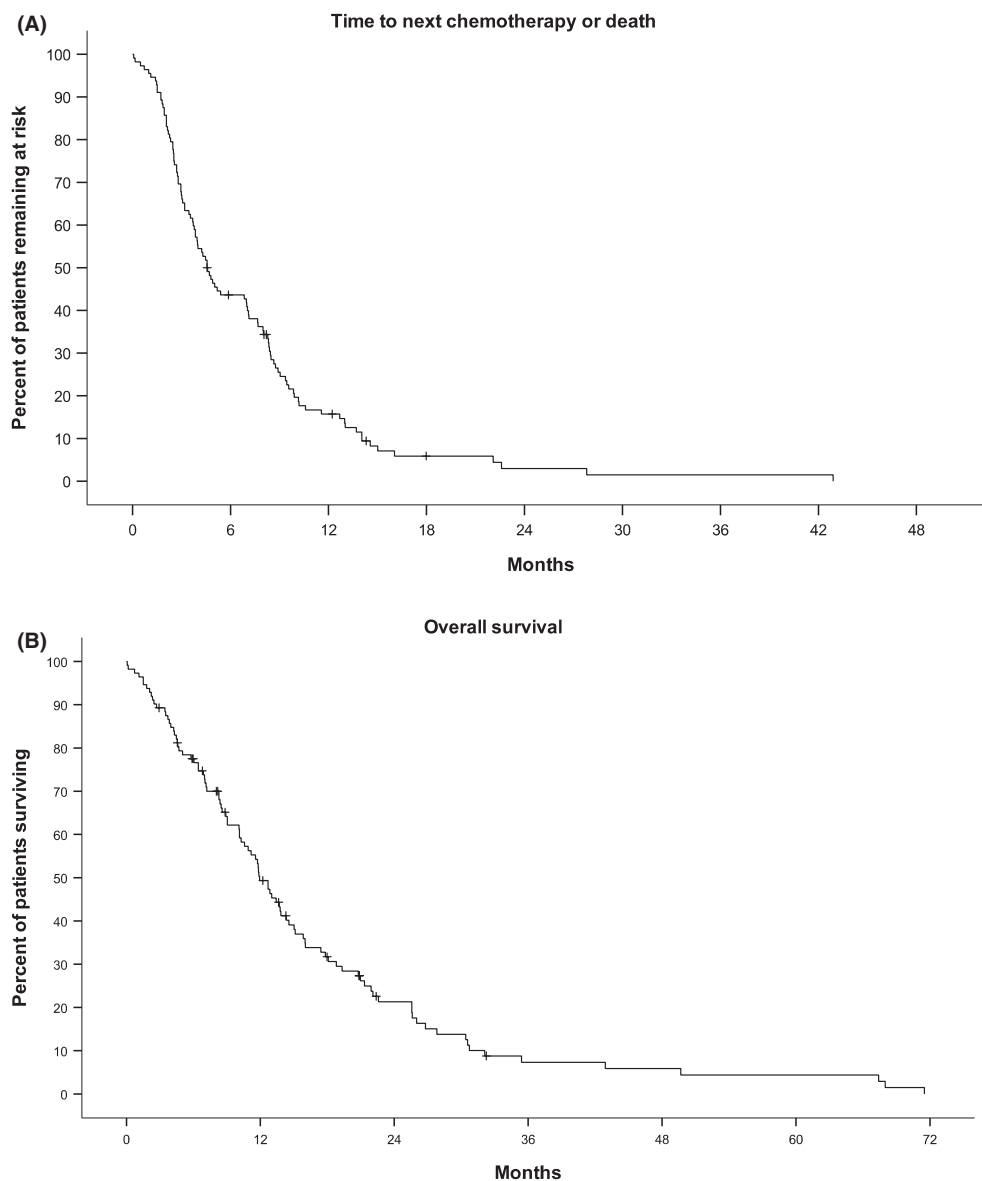 (A)
Time to next chemotherapy or death
Percent of patients remaining at risk
100
90
80
70
60
50
40
30
20
10
0
0 6 12 18 24 30 36 42 48
Months
(B)
Overall survival
Percent of patients surviving
100
90
80
70
60
50
40
30
20
10
0
0 12 24 36 48 60 72
Months